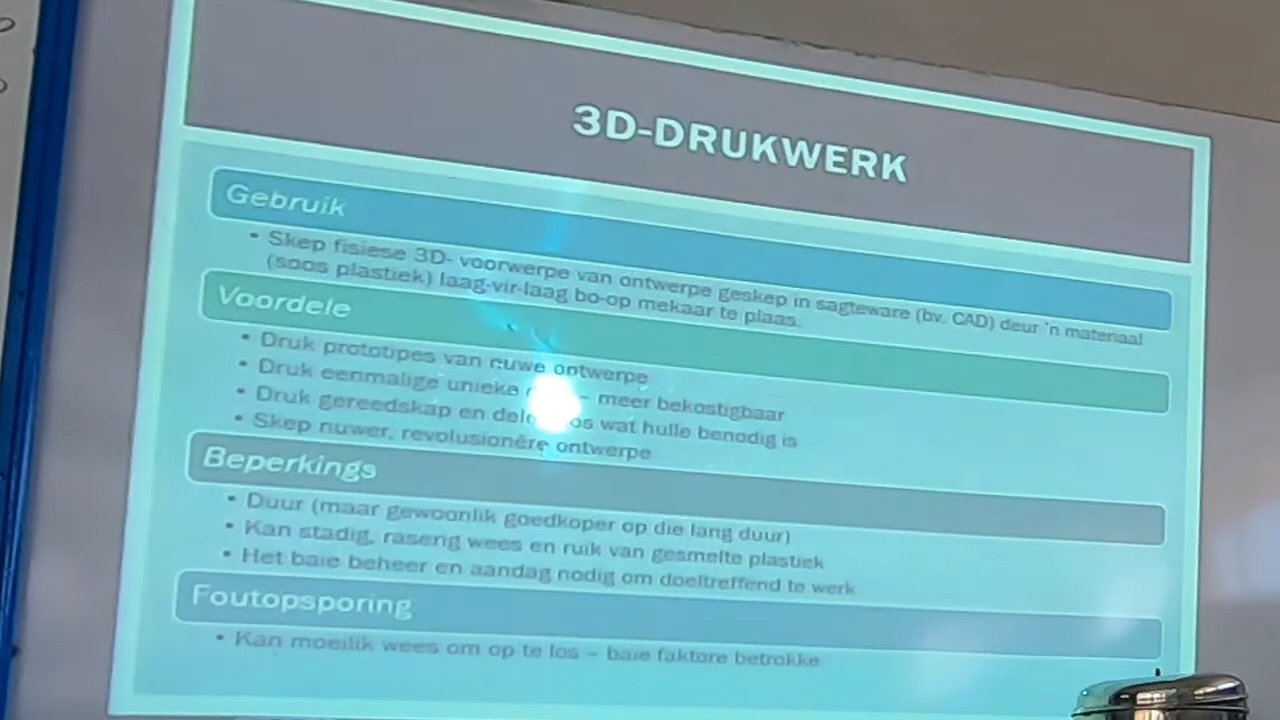 3D-DRUKWERK
Gebruik
• Skep fisiese 3D- voorwerpe van ontwerpe geskep in sagteware (bv. CAD) deur 'n materiaal
(soos plastiek) laag-vir-laag bo-op mekaar te plaas.
Voordele
• Druk prototipes van nuwe ontwerpe
• Druk eenmalige unieke – meer bekostigbaar
• Druk gereedskap en wat hulle benodig is
• Skep nuwer, revolusionêre ontwerpe
Beperkings
• Duur (maar gewoonlik goedkoper op die lang duur)
• Kan stadig, raserig wees en ruik van gesmelte plastiek
• Het baie beheer en aandag nodig om doeltreffend te werk
Foutopsporing
• Kan moeilik wees om op te los – baie faktore betrokke